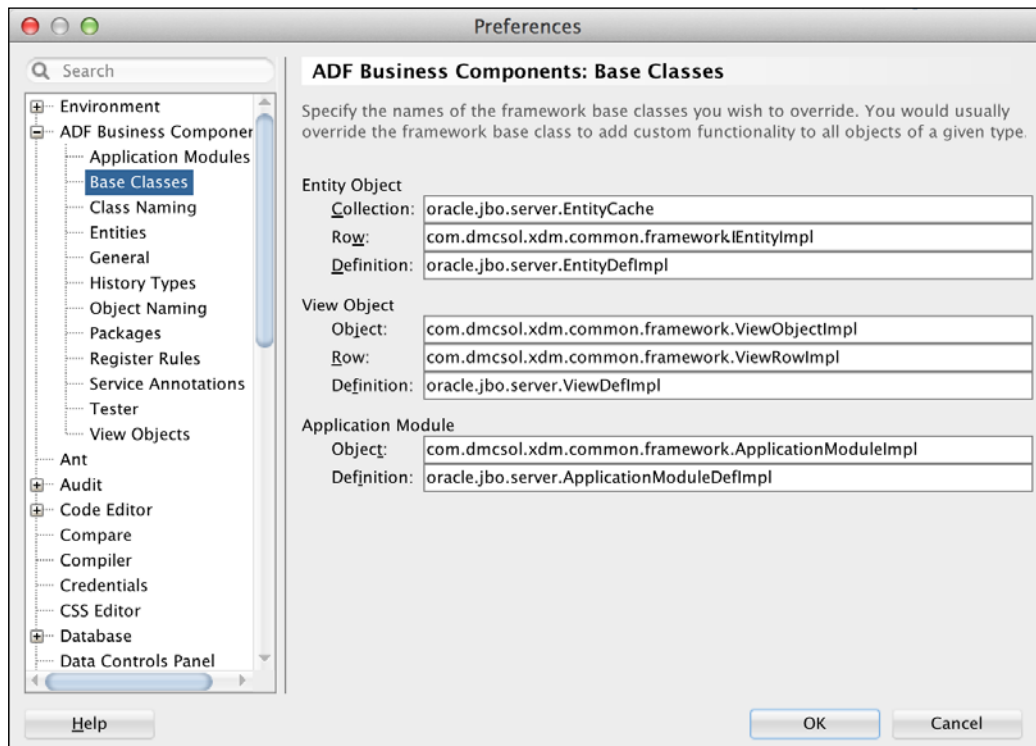 Preferences
Search
Environment
ADF Business Componer
Application Modules
Base Classes
Class Naming
Entities
General
History Types
Object Naming
Packages
Register Rules
Service Annotations
Tester
View Objects
Ant
Audit
Code Editor
Compare
Compiler
Credentials
CSS Editor
Database
Data Controls Panel
ADF Business Components: Base Classes
Specify the names of the framework base classes you wish to override. You would usually
override the framework base class to add custom functionality to all objects of a given type.
Entity Object
Collection: oracle.jbo.server.EntityCache
Row: com.dmcsol.xdm.common.framework.EntityImpl
Definition: oracle.jbo.server.EntityDefImpl
View Object
Object: com.dmcsol.xdm.common.framework.ViewObjectImpl
Row: com.dmcsol.xdm.common.framework.ViewRowImpl
Definition: oracle.jbo.server.ViewDefImpl
Application Module
Object: com.dmcsol.xdm.common.framework.ApplicationModuleImpl
Definition: oracle.jbo.server.ApplicationModuleDefImpl
Help
OK
Cancel